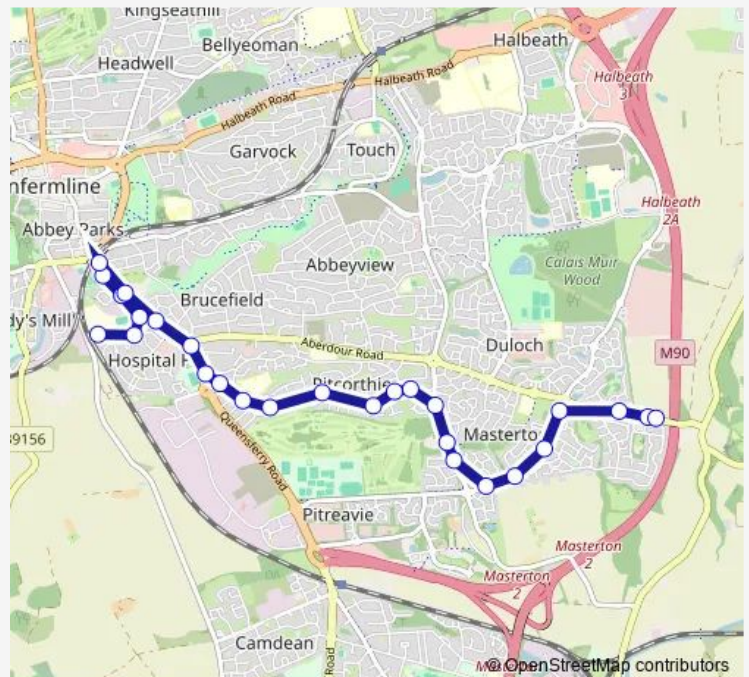 Kingseathill
Bellyeoman
Halbeath
Headwell
Halbeath
3
Halbeath Road
Halbeath Road
Garvock
Touch
nfermline
Halbeath
2A
Abbey Parks
Abbeyview
Calais Muir
Wood
Brucefield
dy's Mill
Aberdour Road
Duloch
M90
Hospital
Pitcorthie
Queensferry Road
39156
Masterto
Pitreavie
Masterton
2
Masterton
2
Camdean
Road
© OpenStreetMap contributors